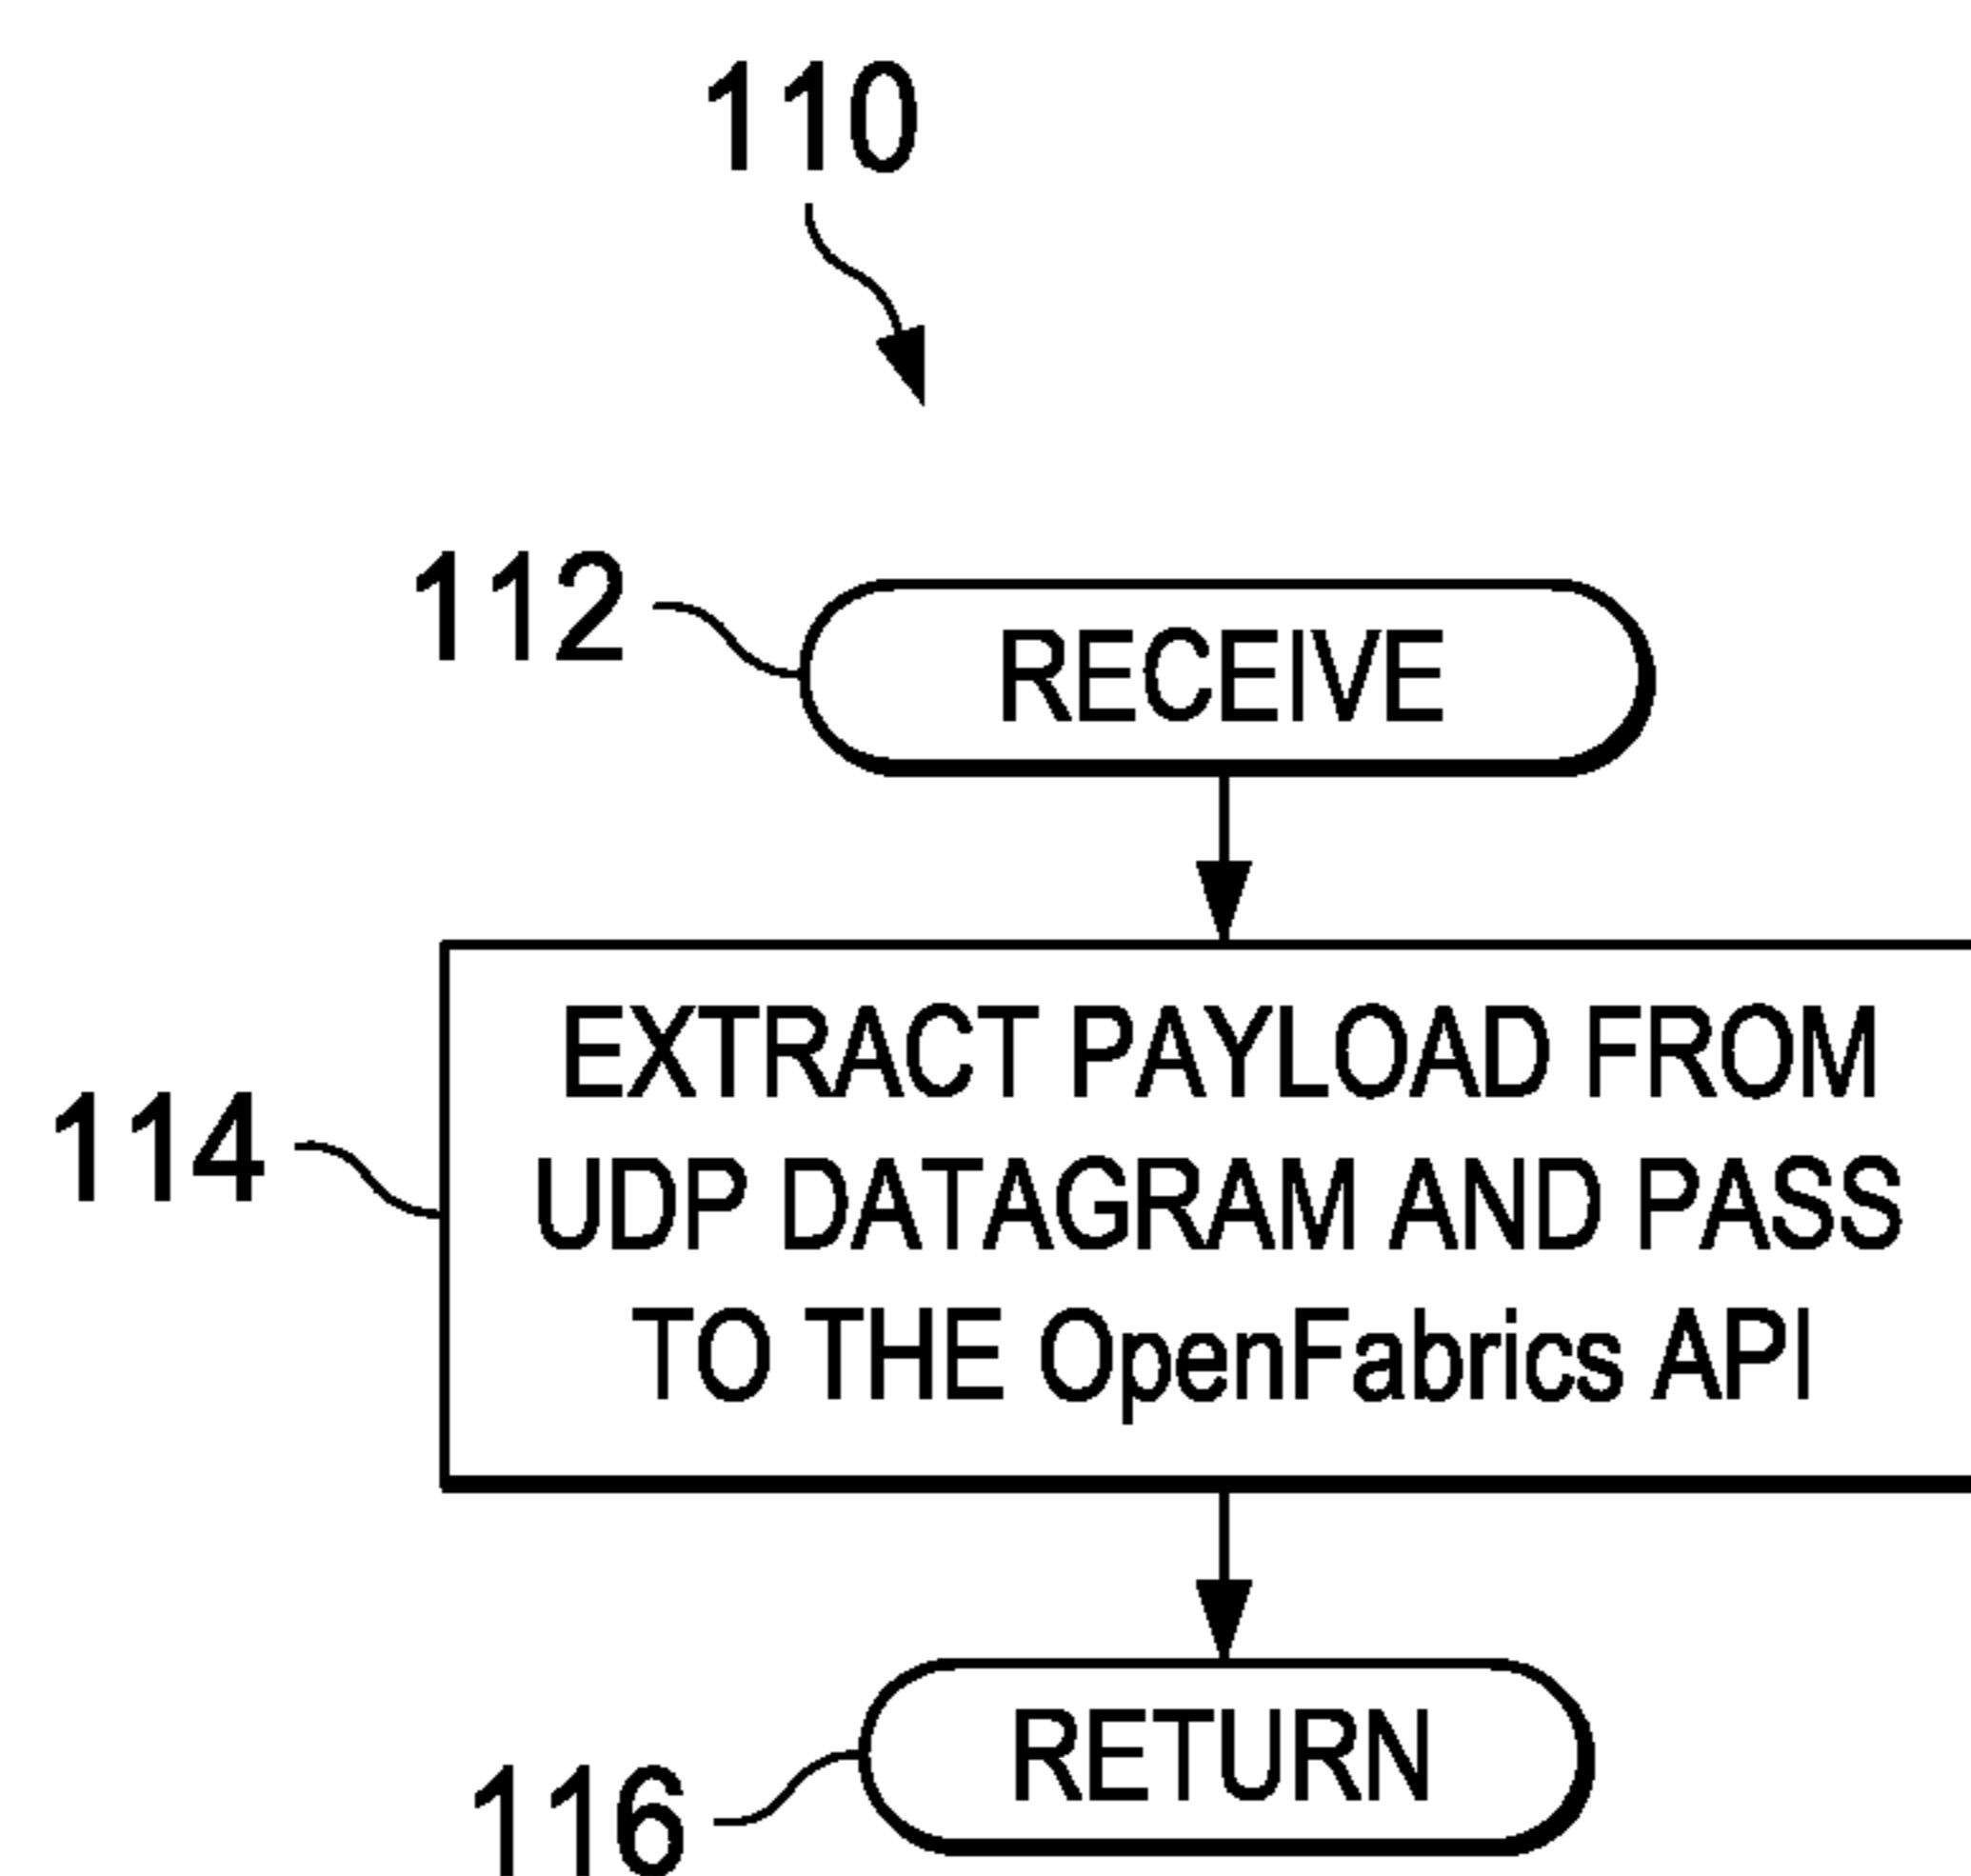 110
112
RECEIVE
EXTRACT PAYLOAD FROM
114
UDP DATAGRAM AND PASS
TO THE OpenFabrics API
RETURN
116